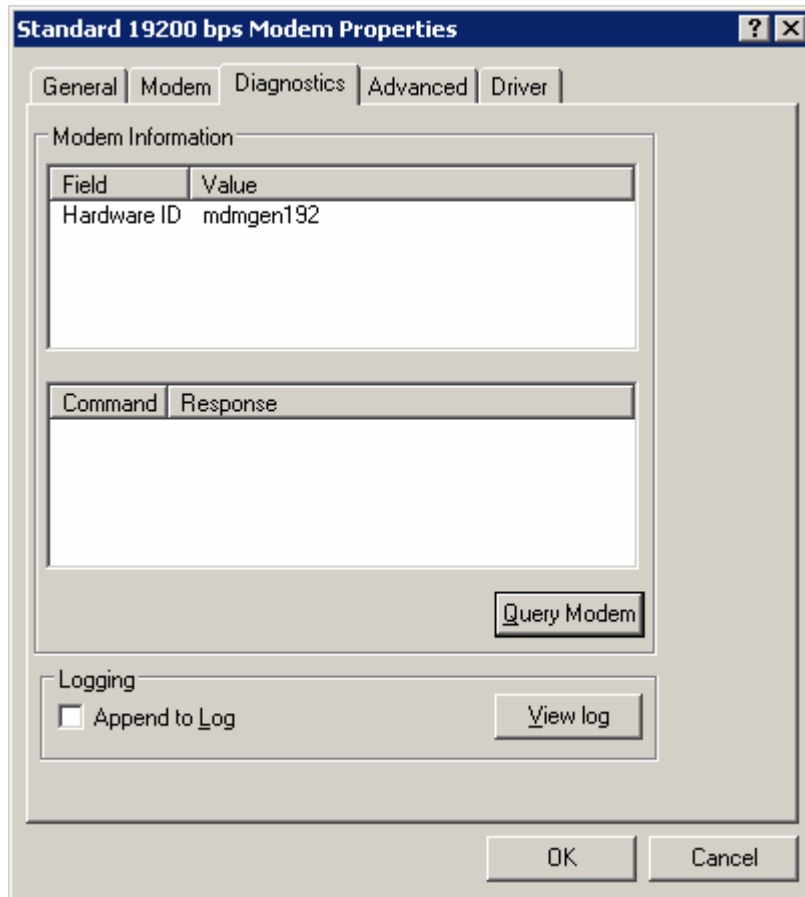 Standard 19200 bps Modem Properties ? X
General Modem Diagnostics Advanced Driver
Modem Information
Field Value
Hardware ID mdmgen192
Command Response
Query Modem
Logging
Append to Log View log
OK Cancel